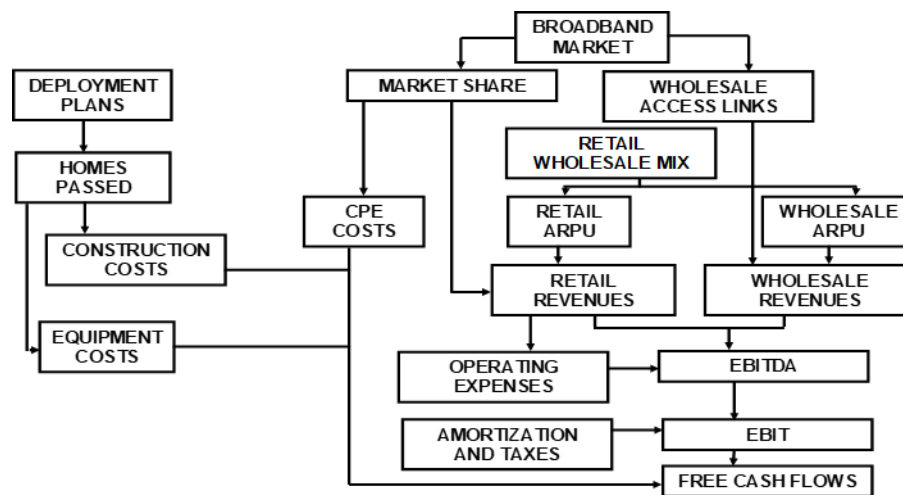 BROADBAND
MARKET
DEPLOYMENT
PLANS
MARKET SHARE
WHOLESALE
ACCESS LINKS
RETAIL
WHOLESALE MIX
HOMES
PASSED
CPE
COSTS
RETAIL
ARPU
WHOLESALE
ARPU
CONSTRUCTION
COSTS
RETAIL
REVENUES
WHOLESALE
REVENUES
EQUIPMENT
COSTS
OPERATING
EXPENSES
EBITDA
AMORTIZATION
AND TAXES
EBIT
FREE CASH FLOWS